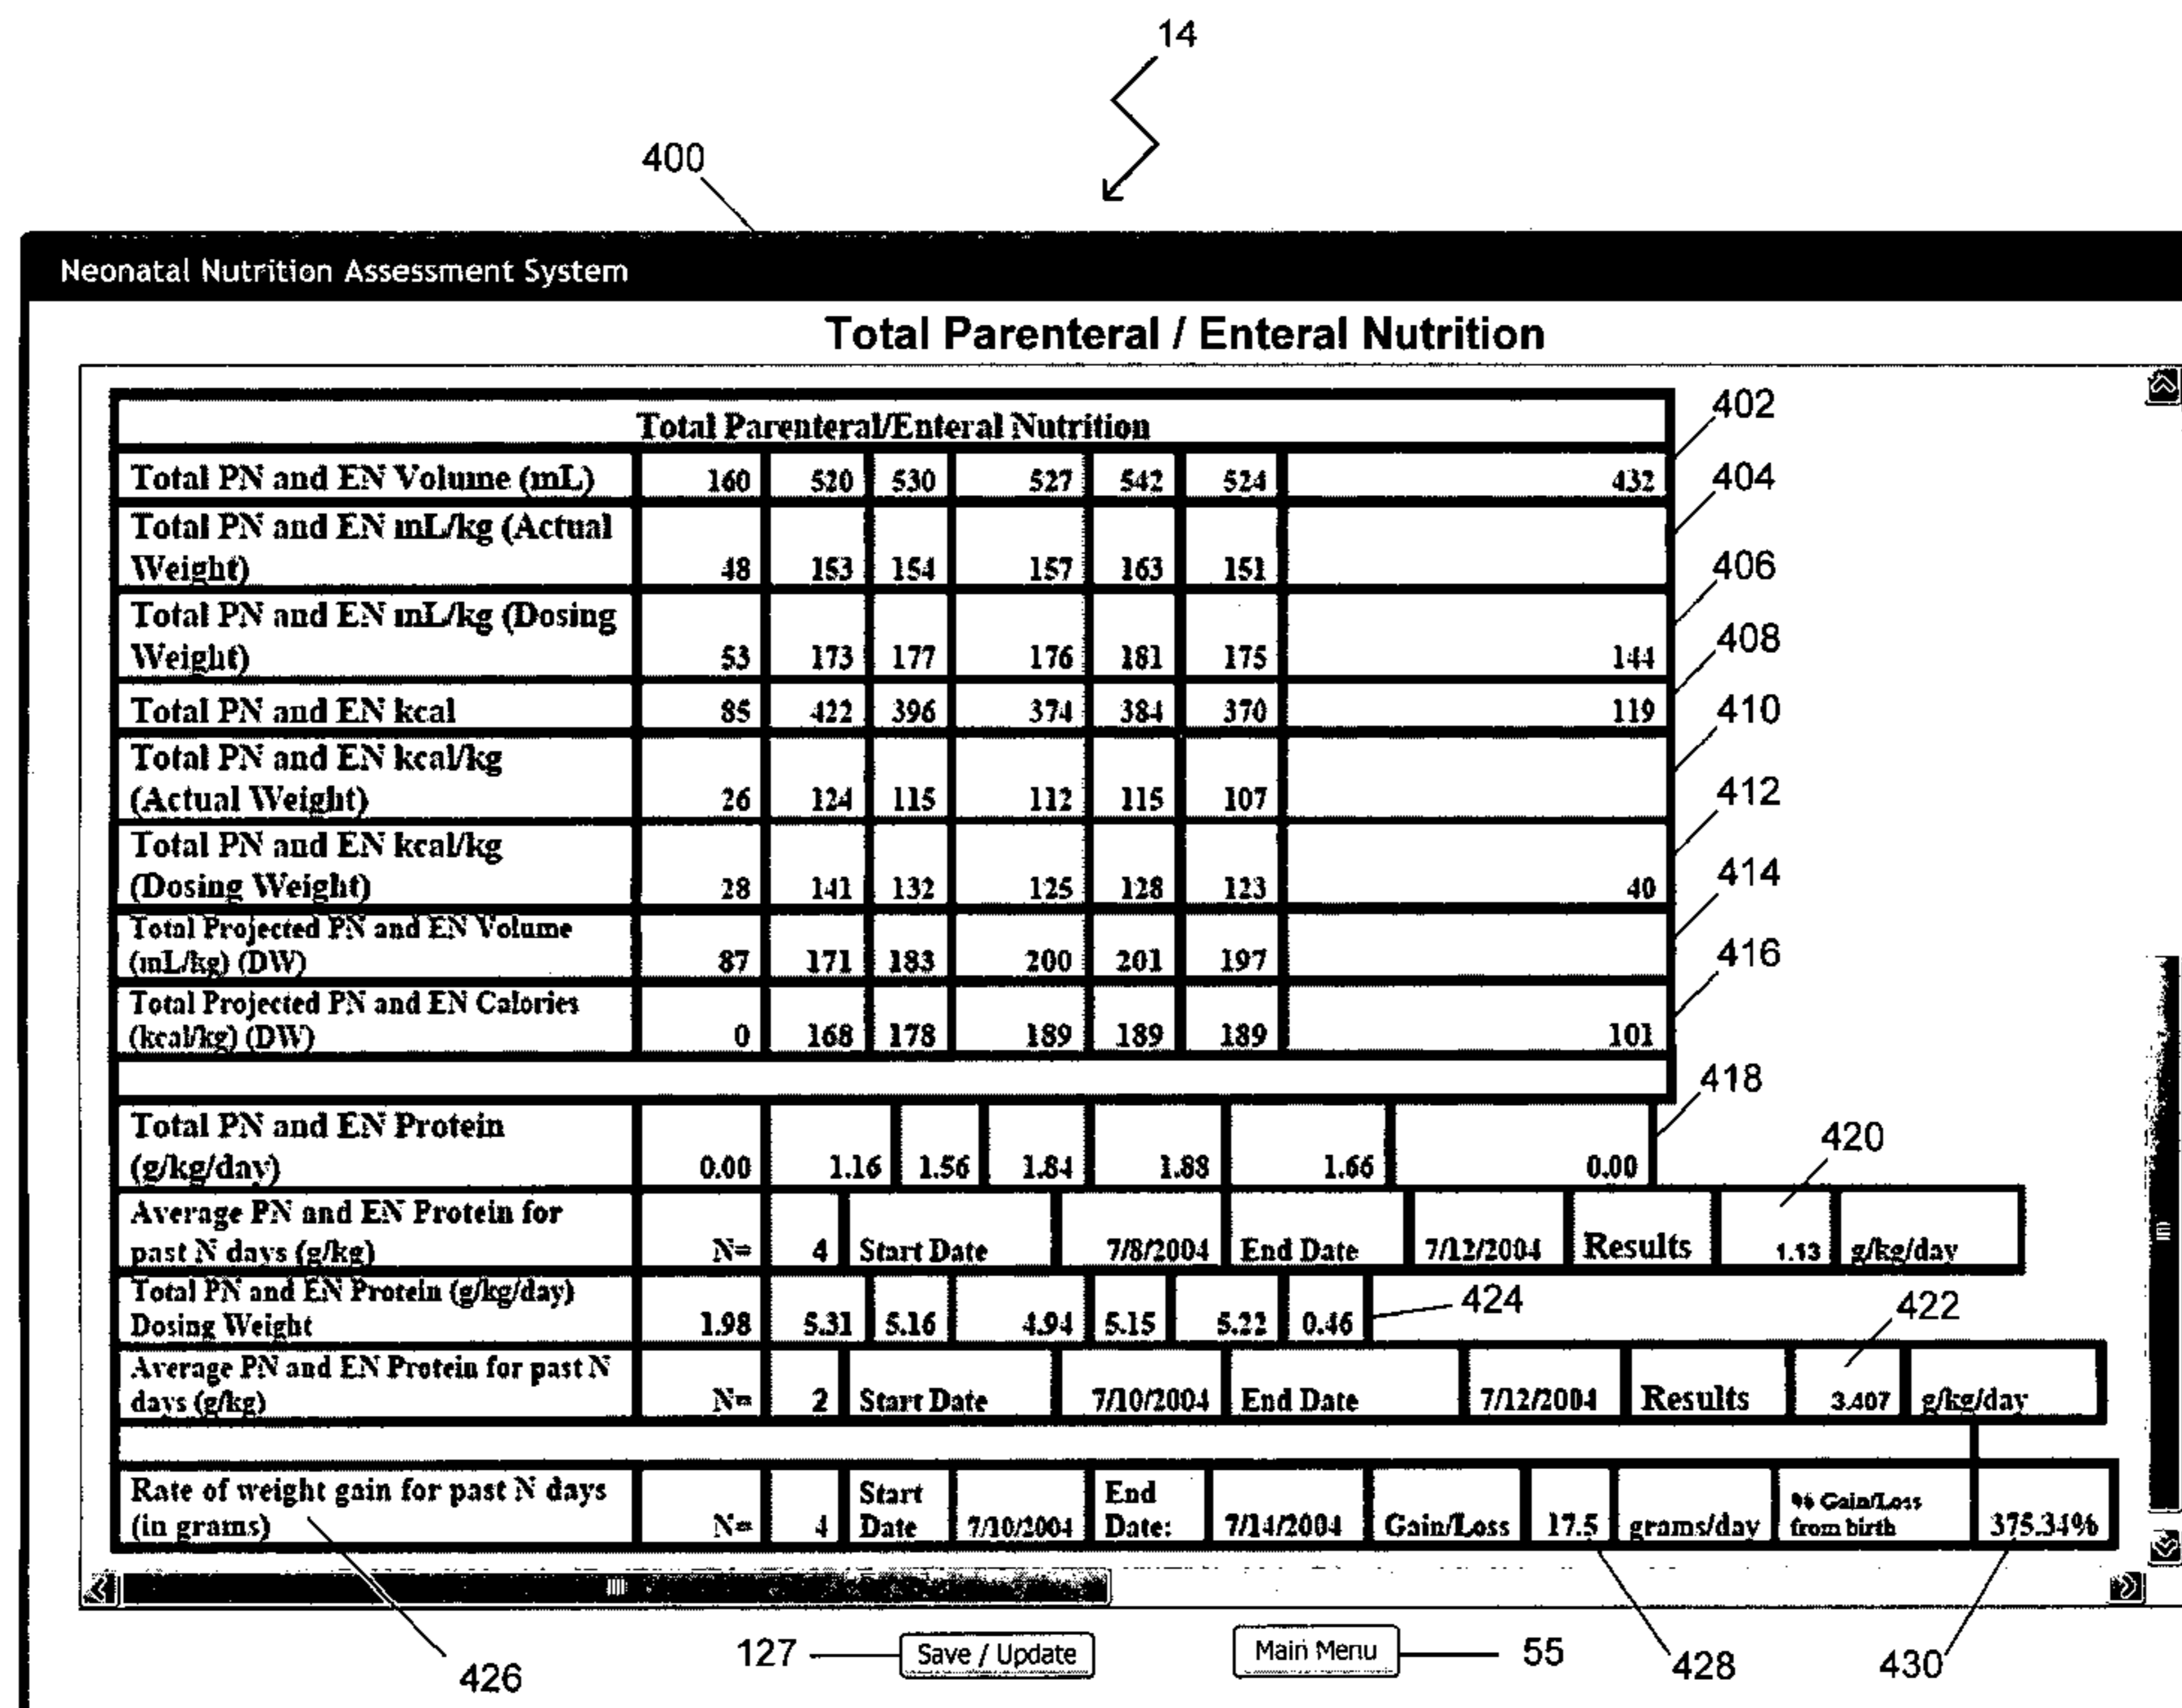 14
400
Neonatal Nutrition Assessment System
Total Parenteral / Enteral Nutrition
Total Parenteral/Enteral Nutrition
402
Total PN and EN Volume (mL) 160 520 530 527 542 524 432
404
Total PN and EN mL/kg (Actual
Weight) 48 153 154 157 163 151
406
Total PN and EN mL/kg (Dosing
Weight) 53 173 177 176 181 175 144
408
Total PN and EN kcal 85 422 396 374 384 370 119
410
Total PN and EN kcal/kg
(Actual Weight) 26 124 115 112 115 107
412
Total PN and EN kcal/kg
(Dosing Weight) 28 141 132 125 128 123 40
414
Total Projected PN and EN Volume
(mL/kg) (DW) 87 171 183 200 201 197
416
Total Projected PN and EN Calories
(kcal/kg) (DW) 0 168 178 189 189 189 101
418
Total PN and EN Protein
(g/kg/day) 0.00 1.16 1.56 1.84 1.88 1.66 0.00
420
Average PN and EN Protein for
past N days (g/kg) N= 4 Start Date 7/8/2004 End Date 7/12/2004 Results 1.13 g/kg/day
Total PN and EN Protein (g/kg/day)
Dosing Weight 1.98 5.31 5.16 4.94 5.15 5.22 0.46
424
422
Average PN and EN Protein for past N
days (g/kg) N= 2 Start Date 7/10/2004 End Date 7/12/2004 Results 3.407 g/kg/day
Rate of weight gain for past N days
(in grams) N= 4 Start Date 7/10/2004 End Date: 7/14/2004 Gain/Loss 17.5 grams/day % Gain/Loss from birth 375.34%
127 Save / Update Main Menu 55
426 428 430